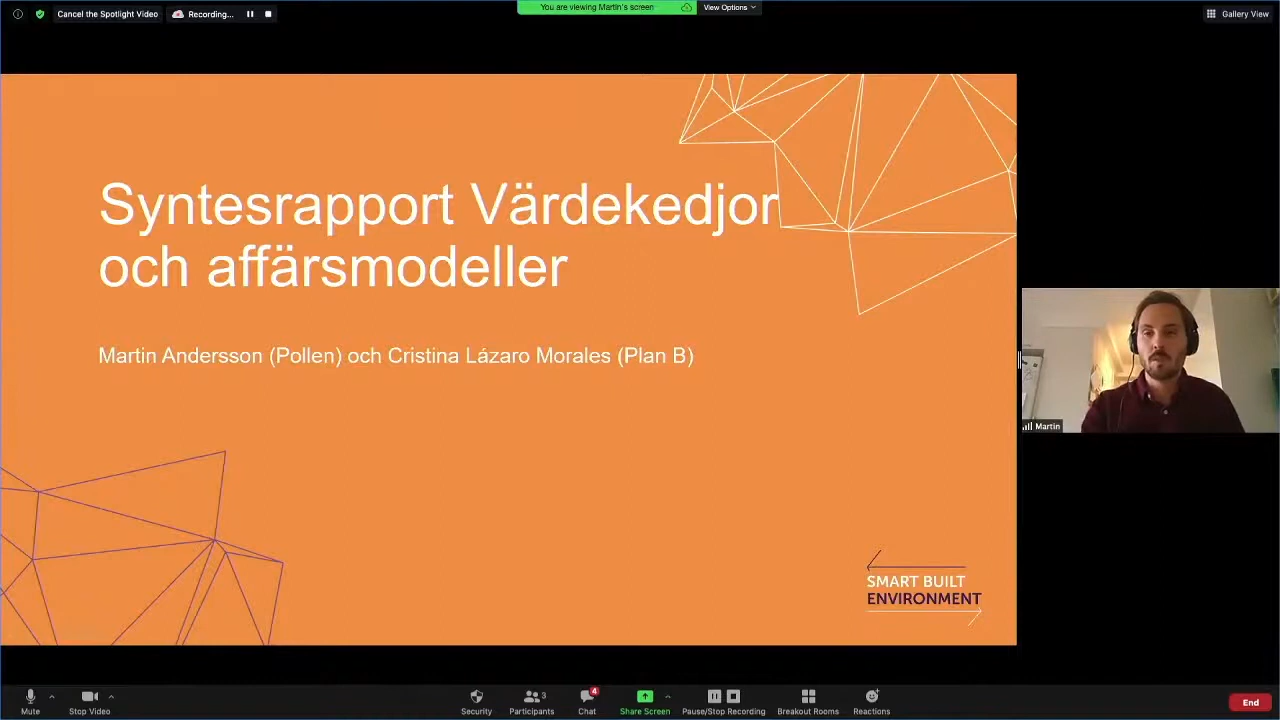 Cancel the Spotlight Video
Recording...
You are viewing Martin's screen
View Options
Gallery View
Syntesrapport Värdekedjor
och affärsmodeller
Martin Andersson (Pollen) och Cristina Lázaro Morales (Plan B)
Martin
SMART BUILT
ENVIRONMENT
Mute
Stop Video
Security
Participants
3
Chat
4
Share Screen
Pause/Stop Recording
Breakout Rooms
Reactions
End